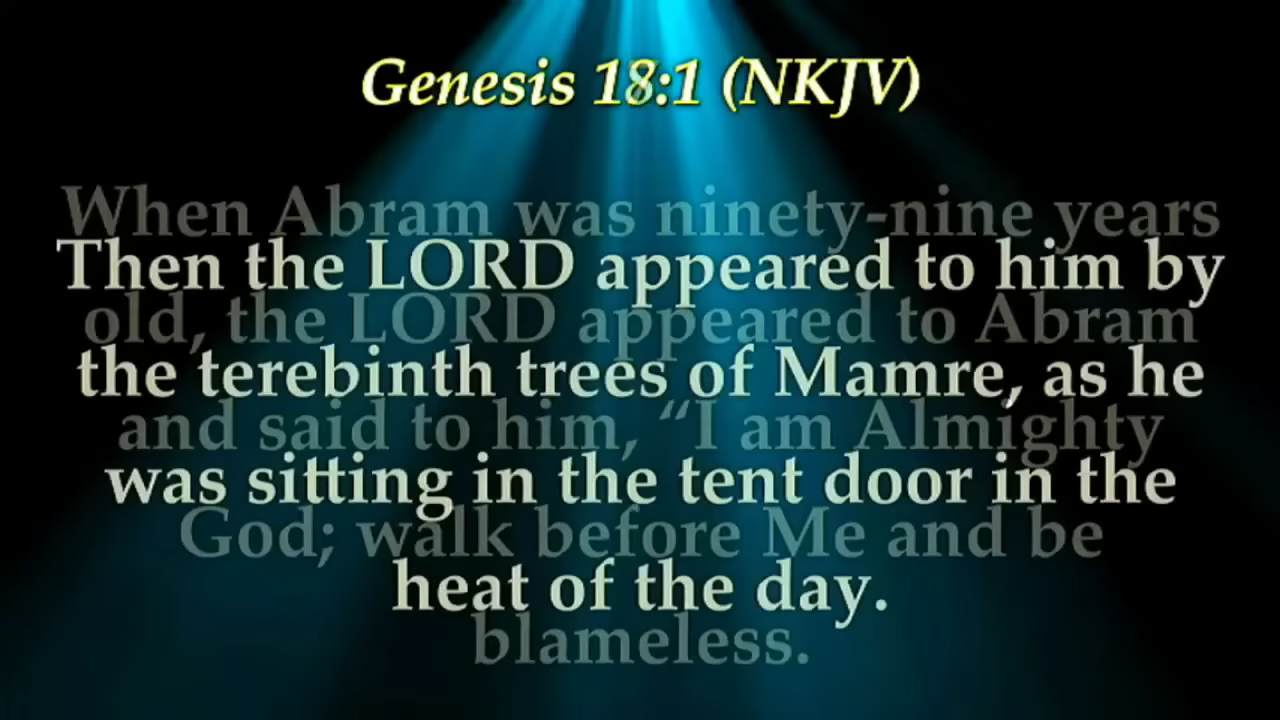 Genesis 18:1 (NKJV)
When Abram was ninety-nine years
Then the LORD appeared to him by
old, the LORD appeared to Abram
the terebinth trees of Mamre, as he
and said to him, “I am Almighty
was sitting in the tent door in the
God; walk before Me and be
heat of the day.
blameless.